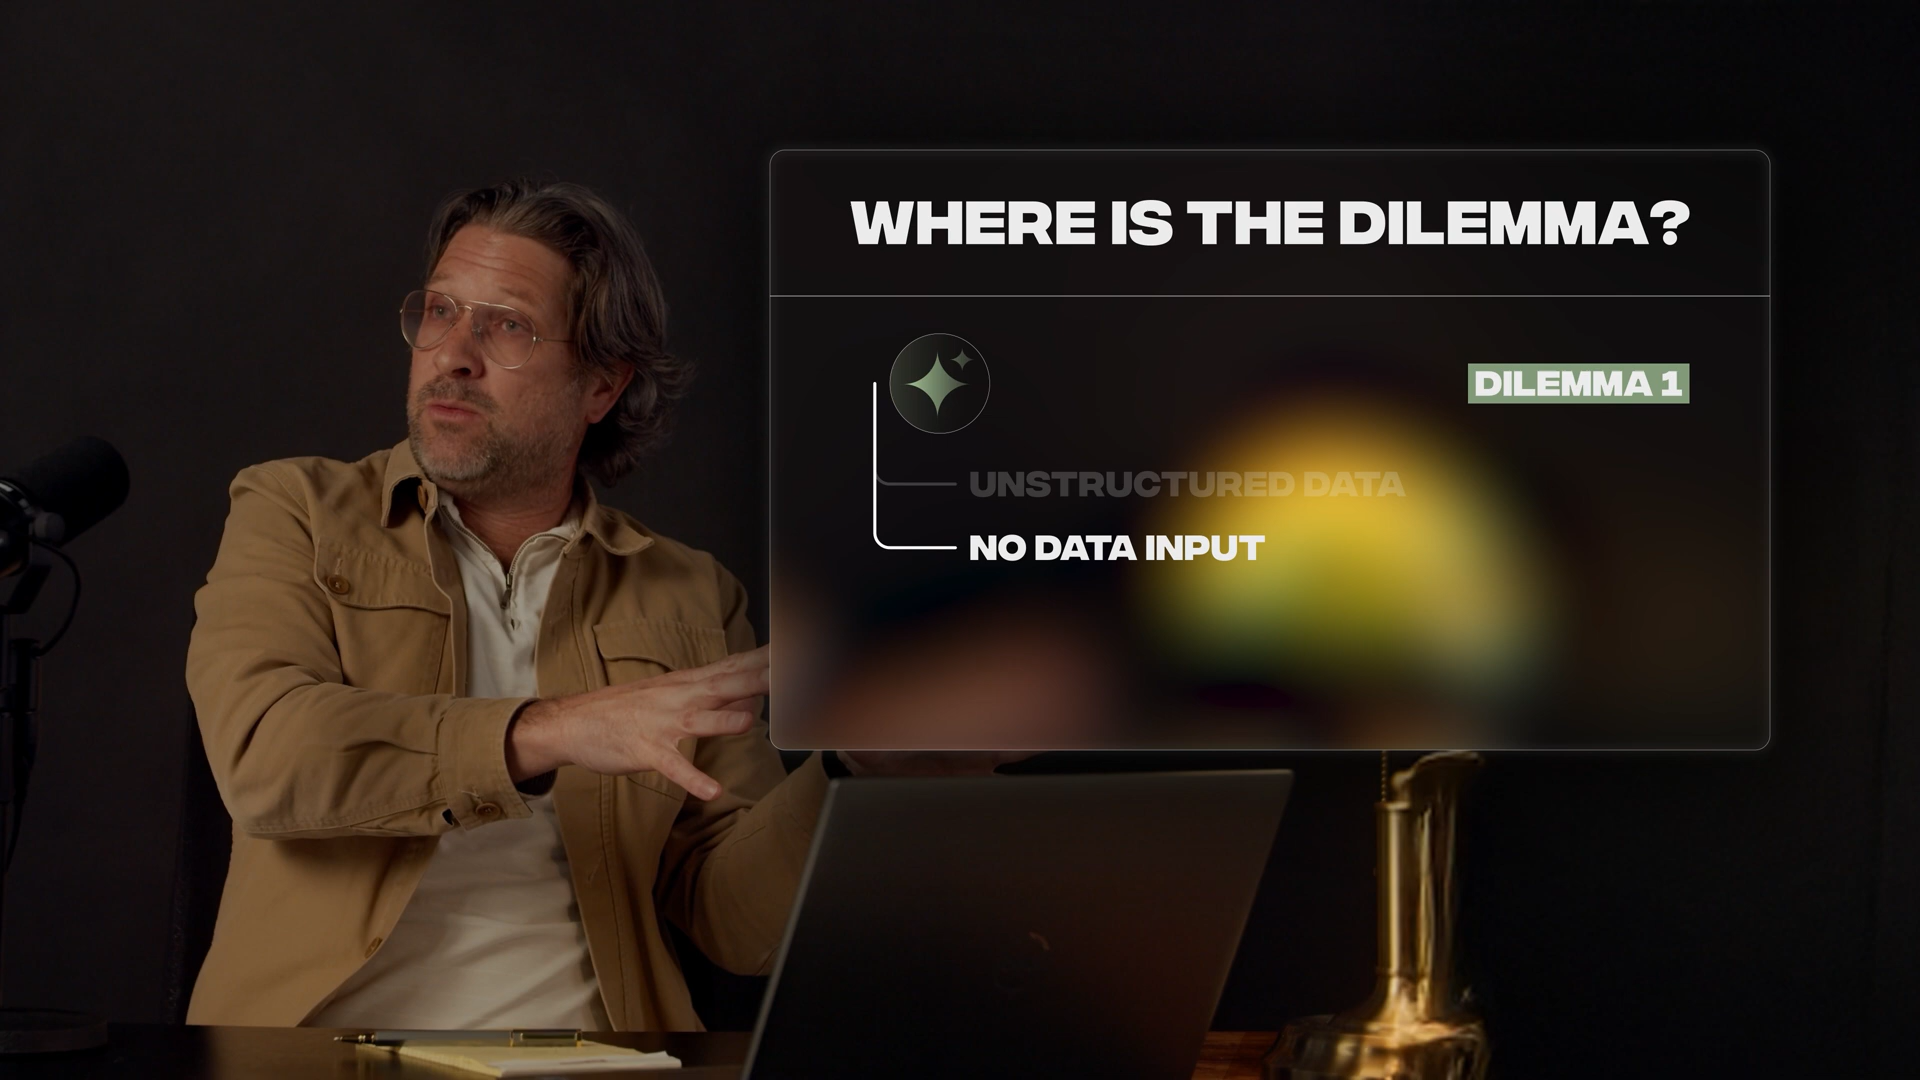 WHERE IS THE DILEMMA?
DILEMMA 1
UNSTRUCTURED DATA
NO DATA INPUT